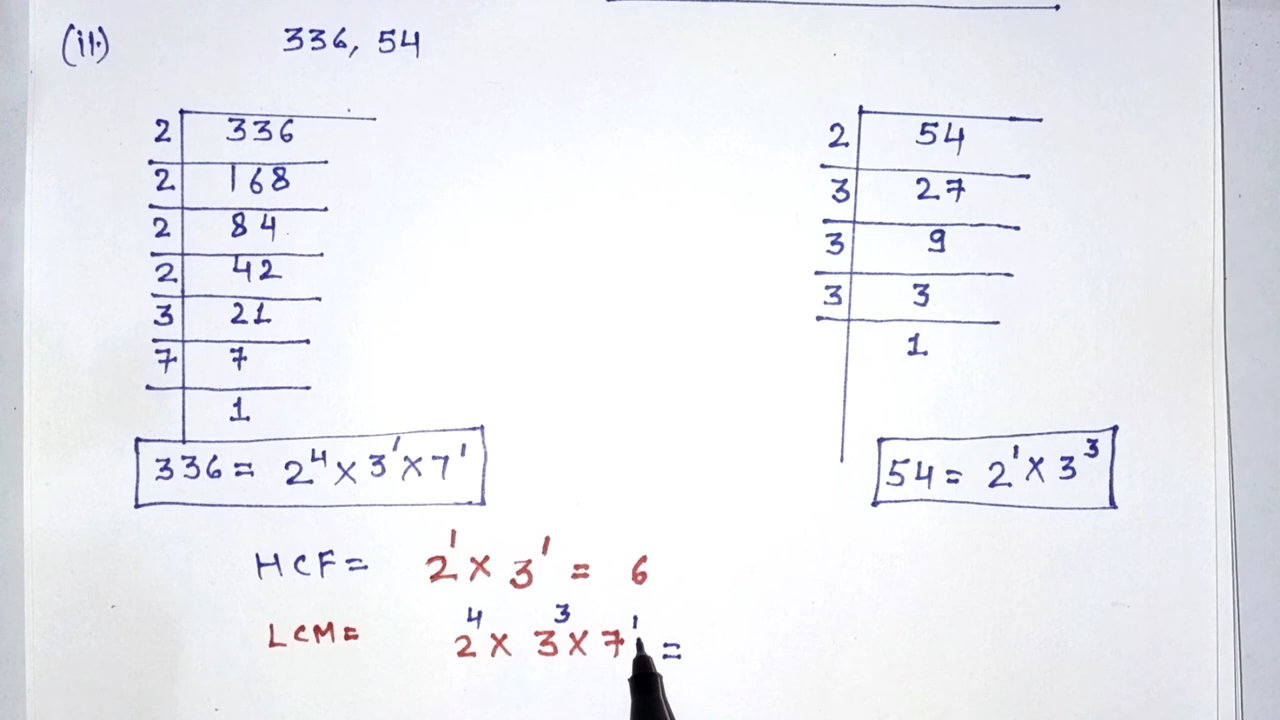 (ii) 336, 54
2 336
2 168
2 84
2 42
3 21
7 7
1
336 = 2⁴ × 3¹ × 7¹
2 54
3 27
3 9
3 3
1
54 = 2¹ × 3³
HCF = 2¹ × 3¹ = 6
LCM = 2⁴ × 3³ × 7¹ =